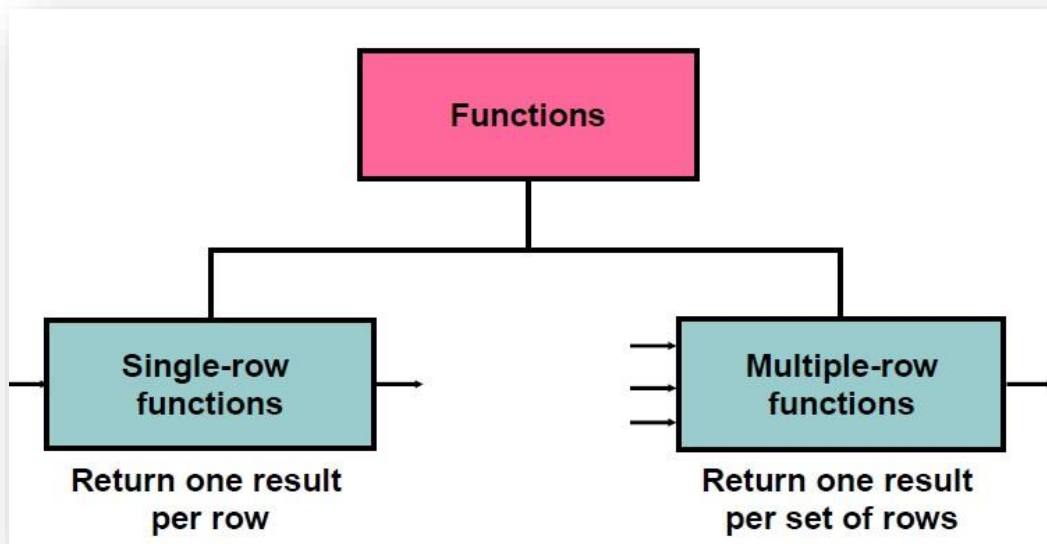 Functions
Single-row
functions
Multiple-row
functions
Return one result
per row
Return one result
per set of rows